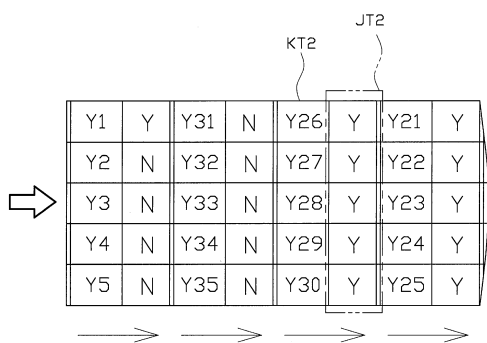 JT2
KT2
Y1 Y Y31 N Y26 Y Y21 Y
Y2 N Y32 N Y27 Y Y22 Y
Y3 N Y33 N Y28 Y Y23 Y
Y4 N Y34 N Y29 Y Y24 Y
Y5 N Y35 N Y30 Y Y25 Y